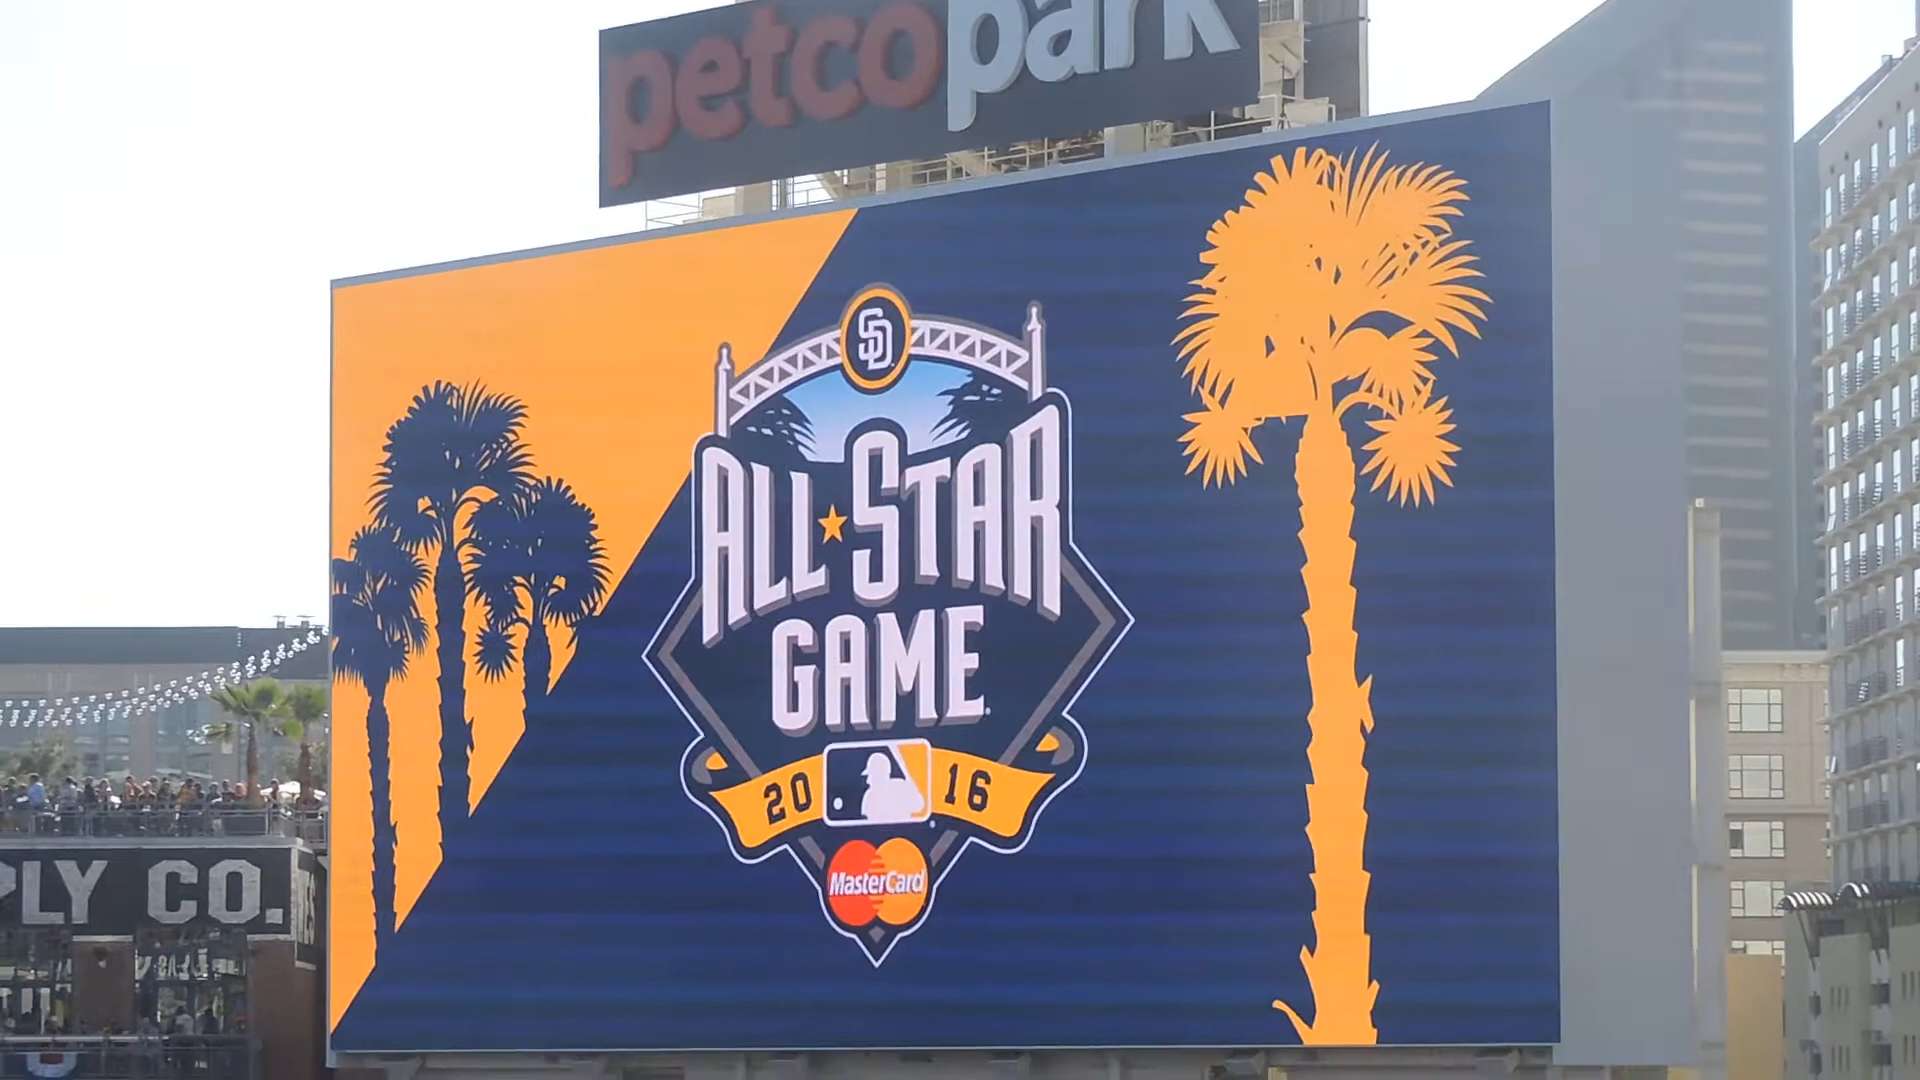 petco park
SD
ALL STAR
GAME
20 16
MasterCard
PLY CO.